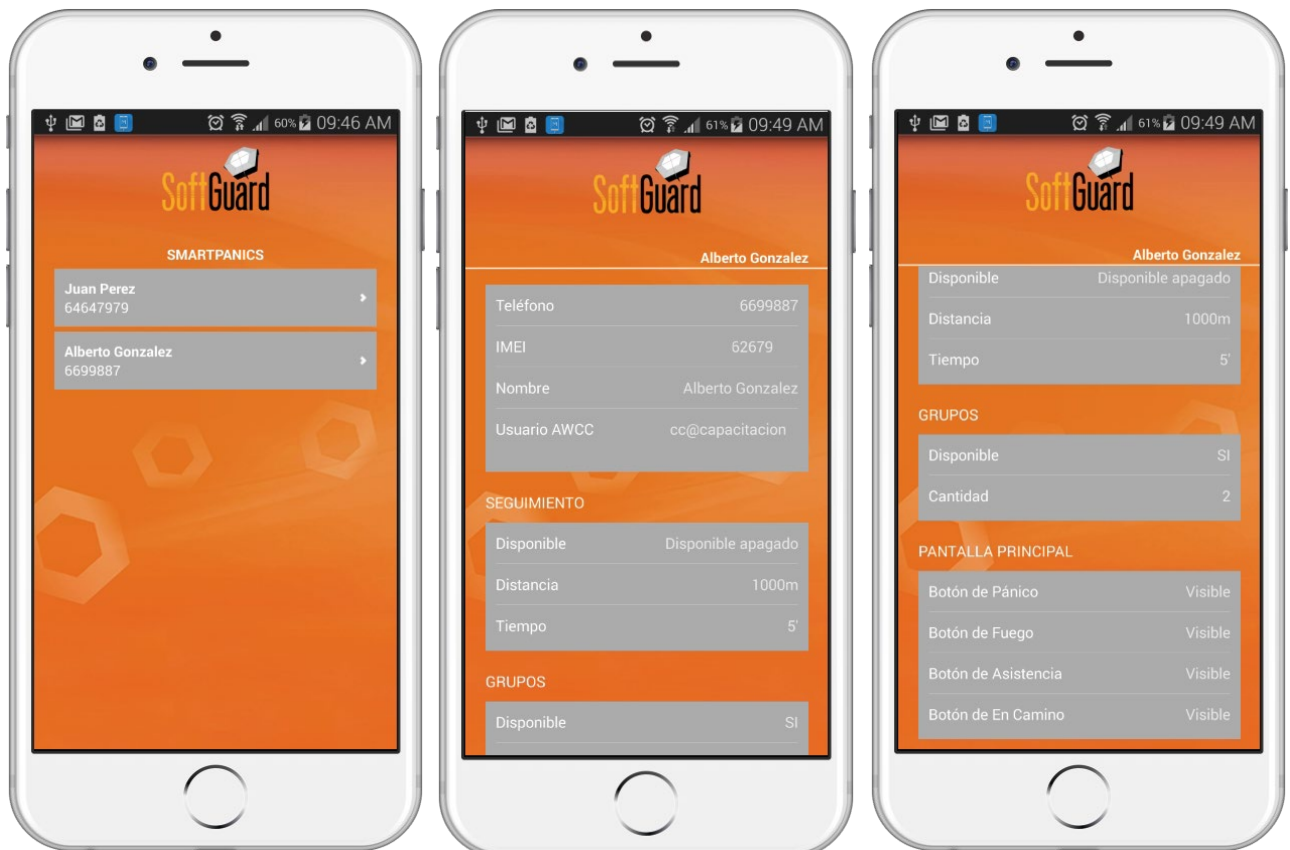 60% 09:46 AM
SoftGuard
SMARTPANICS
Juan Perez
64647979
Alberto Gonzalez
6699887
61% 09:49 AM
SoftGuard
Alberto Gonzalez
Teléfono 6699887
IMEI 62679
Nombre Alberto Gonzalez
Usuario AWCC cc@capacitacion
SEGUIMIENTO
Disponible Disponible apagado
Distancia 1000m
Tiempo 5'
GRUPOS
Disponible SI
61% 09:49 AM
SoftGuard
Alberto Gonzalez
Disponible Disponible apagado
Distancia 1000m
Tiempo 5'
GRUPOS
Disponible SI
Cantidad 2
PANTALLA PRINCIPAL
Botón de Pánico Visible
Botón de Fuego Visible
Botón de Asistencia Visible
Botón de En Camino Visible